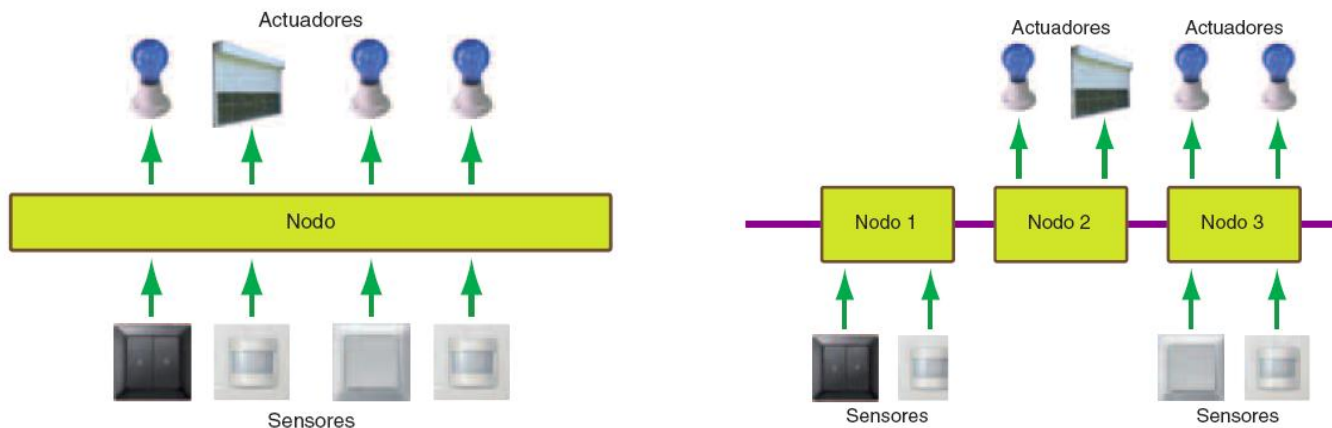 Actuadores
Nodo
Sensores
Actuadores
Actuadores
Nodo 1
Nodo 2
Nodo 3
Sensores
Sensores